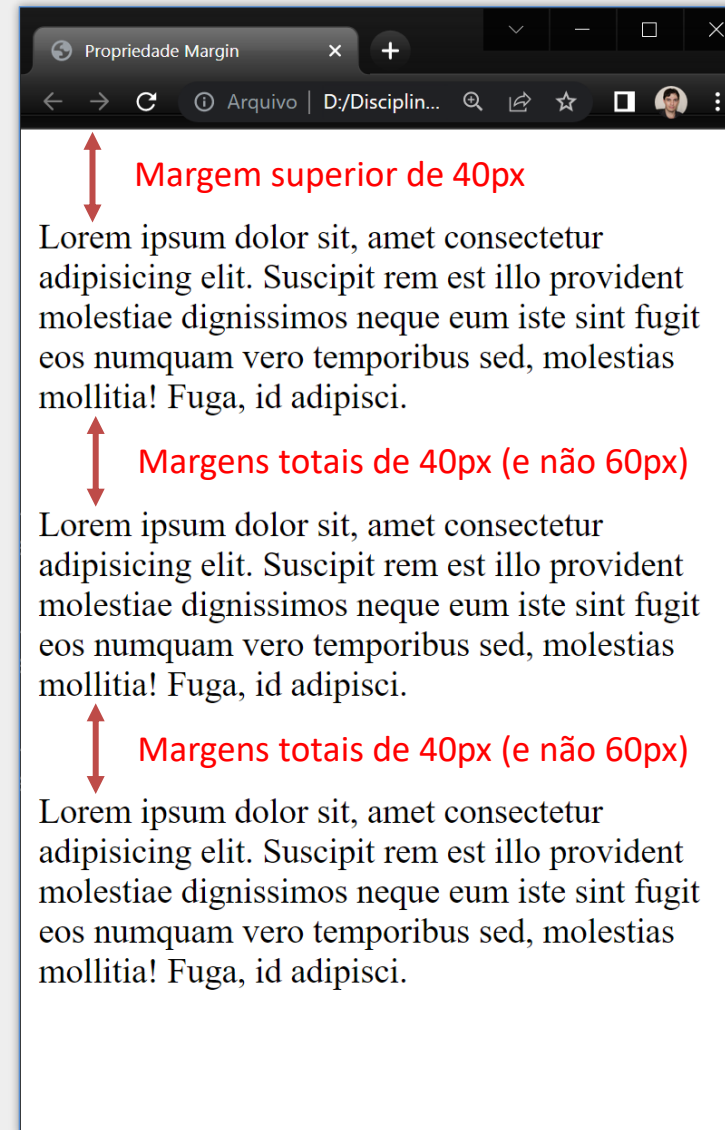 Propriedade Margin
Arquivo | D:/Disciplin...
Margem superior de 40px
Lorem ipsum dolor sit, amet consectetur
adipisicing elit. Suscipit rem est illo provident
molestiae dignissimos neque eum iste sint fugit
eos numquam vero temporibus sed, molestias
mollitia! Fuga, id adipisci.
Margens totais de 40px (e não 60px)
Lorem ipsum dolor sit, amet consectetur
adipisicing elit. Suscipit rem est illo provident
molestiae dignissimos neque eum iste sint fugit
eos numquam vero temporibus sed, molestias
mollitia! Fuga, id adipisci.
Margens totais de 40px (e não 60px)
Lorem ipsum dolor sit, amet consectetur
adipisicing elit. Suscipit rem est illo provident
molestiae dignissimos neque eum iste sint fugit
eos numquam vero temporibus sed, molestias
mollitia! Fuga, id adipisci.